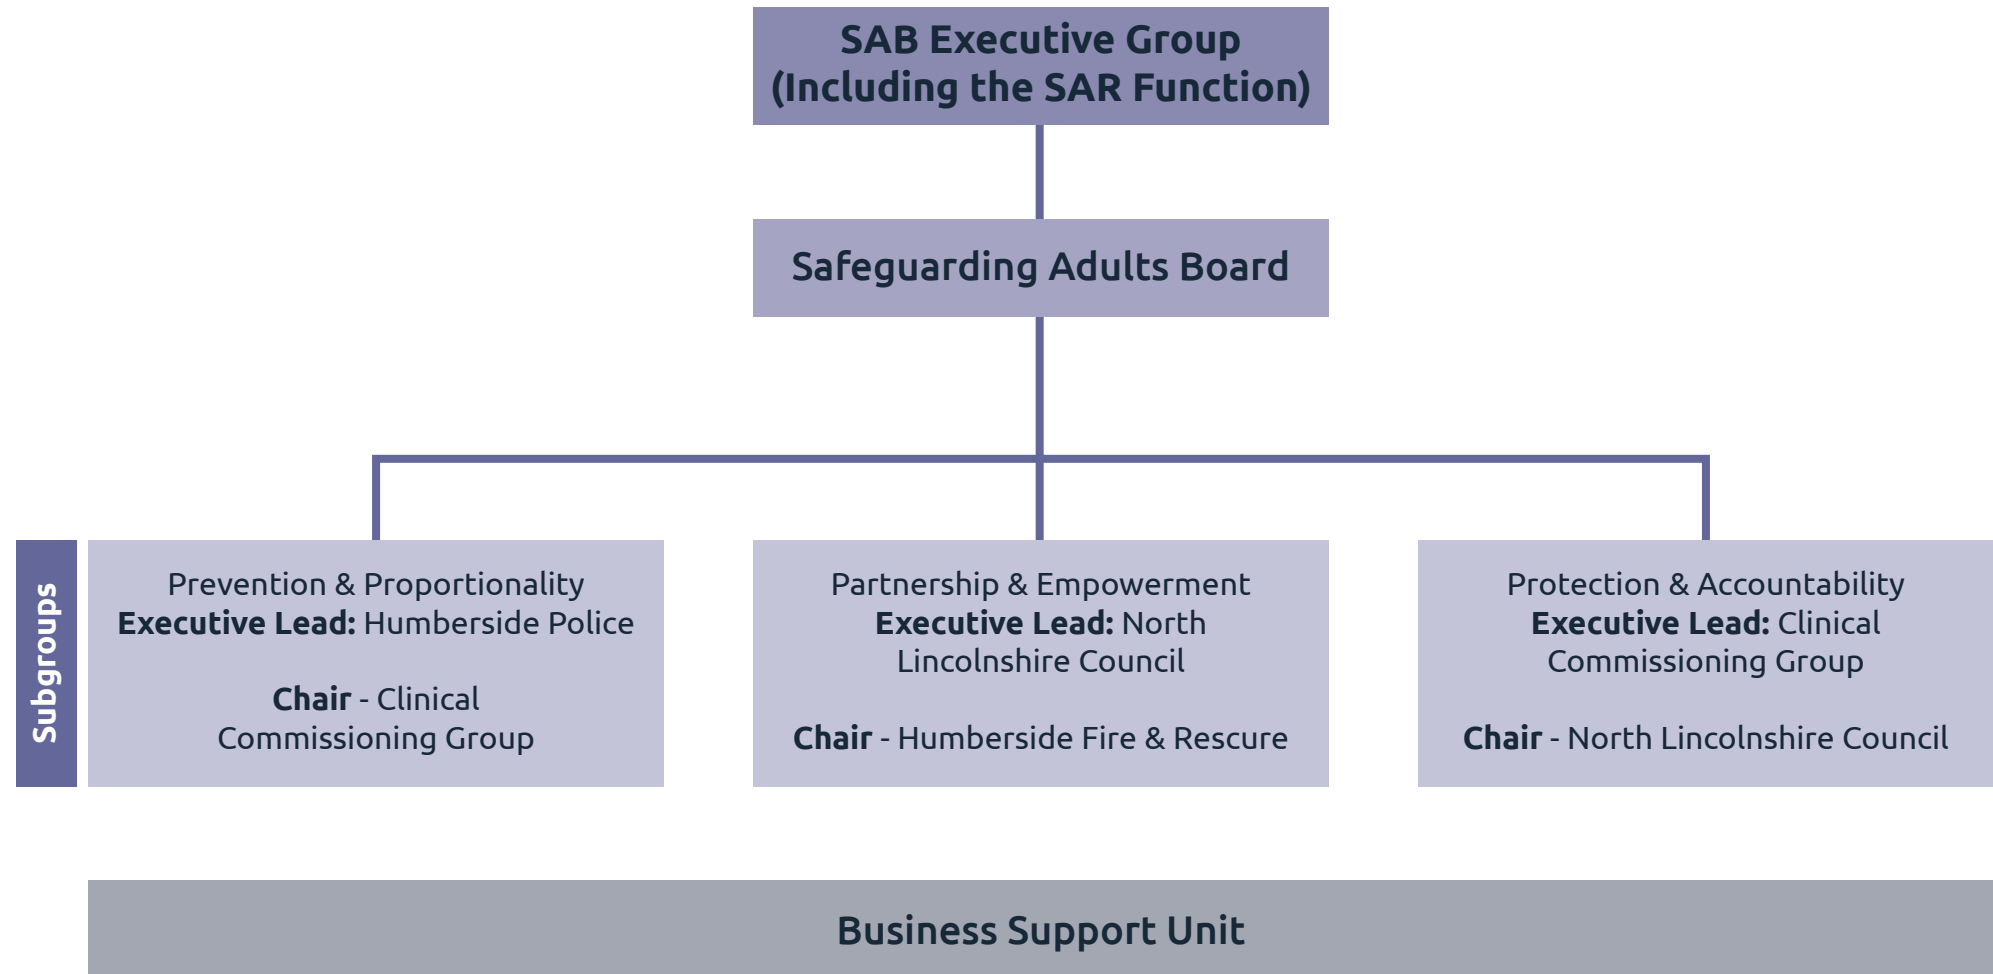 SAB Executive Group
(Including the SAR Function)
Safeguarding Adults Board
Subgroups
Prevention & Proportionality
Executive Lead: Humberside Police
Chair - Clinical
Commissioning Group
Partnership & Empowerment
Executive Lead: North
Lincolnshire Council
Chair - Humberside Fire & Rescure
Protection & Accountability
Executive Lead: Clinical
Commissioning Group
Chair - North Lincolnshire Council
Business Support Unit